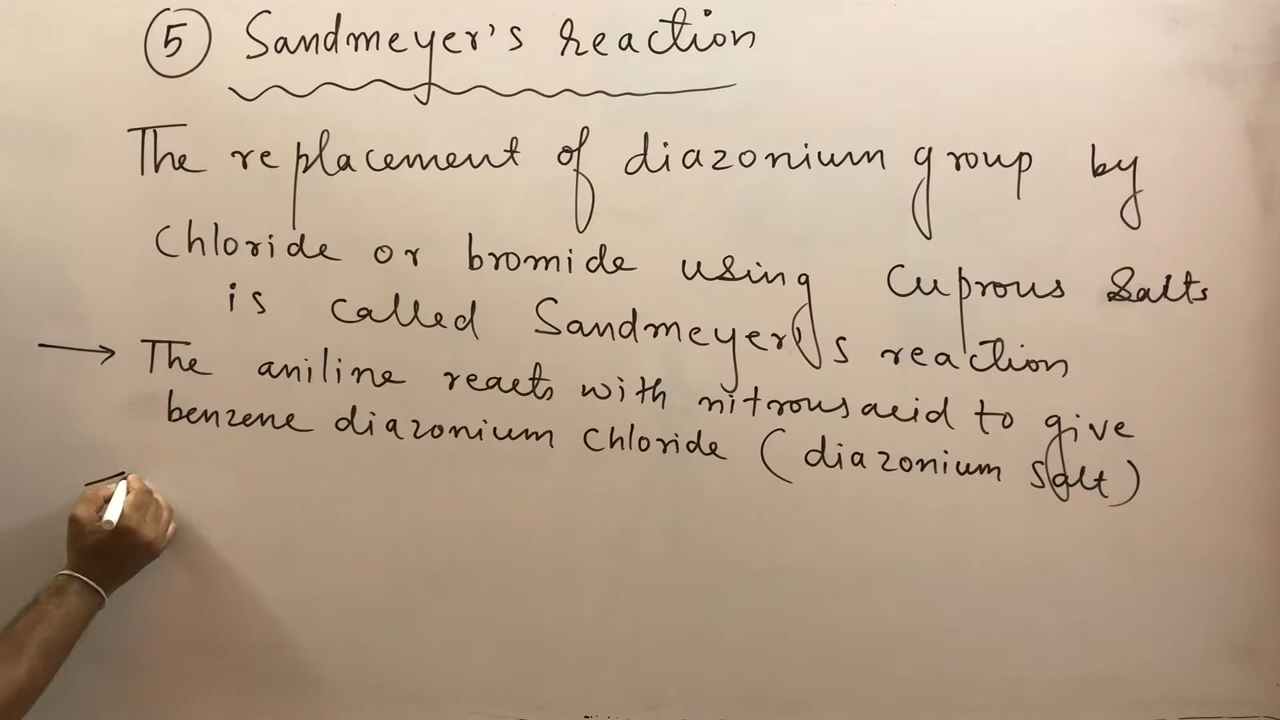 5 Sandmeyer's reaction
The replacement of diazonium group by
chloride or bromide using Cuprous Salts
is called Sandmeyer's reaction
→ The aniline reacts with nitrous acid to give
benzene diazonium chloride (diazonium salt)